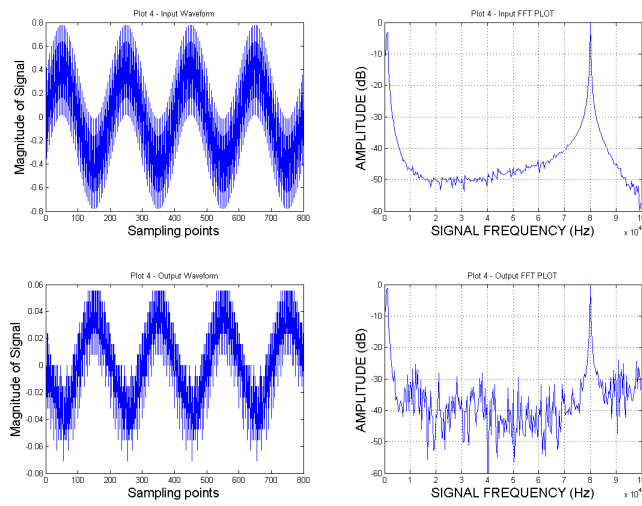 Plot 4 - Input Waveform
Magnitude of Signal
0.8
0.6
0.4
0.2
0
-0.2
-0.4
-0.6
-0.8
0 100 200 300 400 500 600 700 800
Sampling points
Plot 4 - Input FFT PLOT
AMPLITUDE (dB)
0
-10
-20
-30
-40
-50
-60
0 1 2 3 4 5 6 7 8 9 10
x 10^4
SIGNAL FREQUENCY (Hz)
Plot 4 - Output Waveform
Magnitude of Signal
0.06
0.04
0.02
0
-0.02
-0.04
-0.06
-0.08
0 100 200 300 400 500 600 700 800
Sampling points
Plot 4 - Output FFT PLOT
AMPLITUDE (dB)
0
-10
-20
-30
-40
-50
-60
0 1 2 3 4 5 6 7 8 9 10
x 10^4
SIGNAL FREQUENCY (Hz)